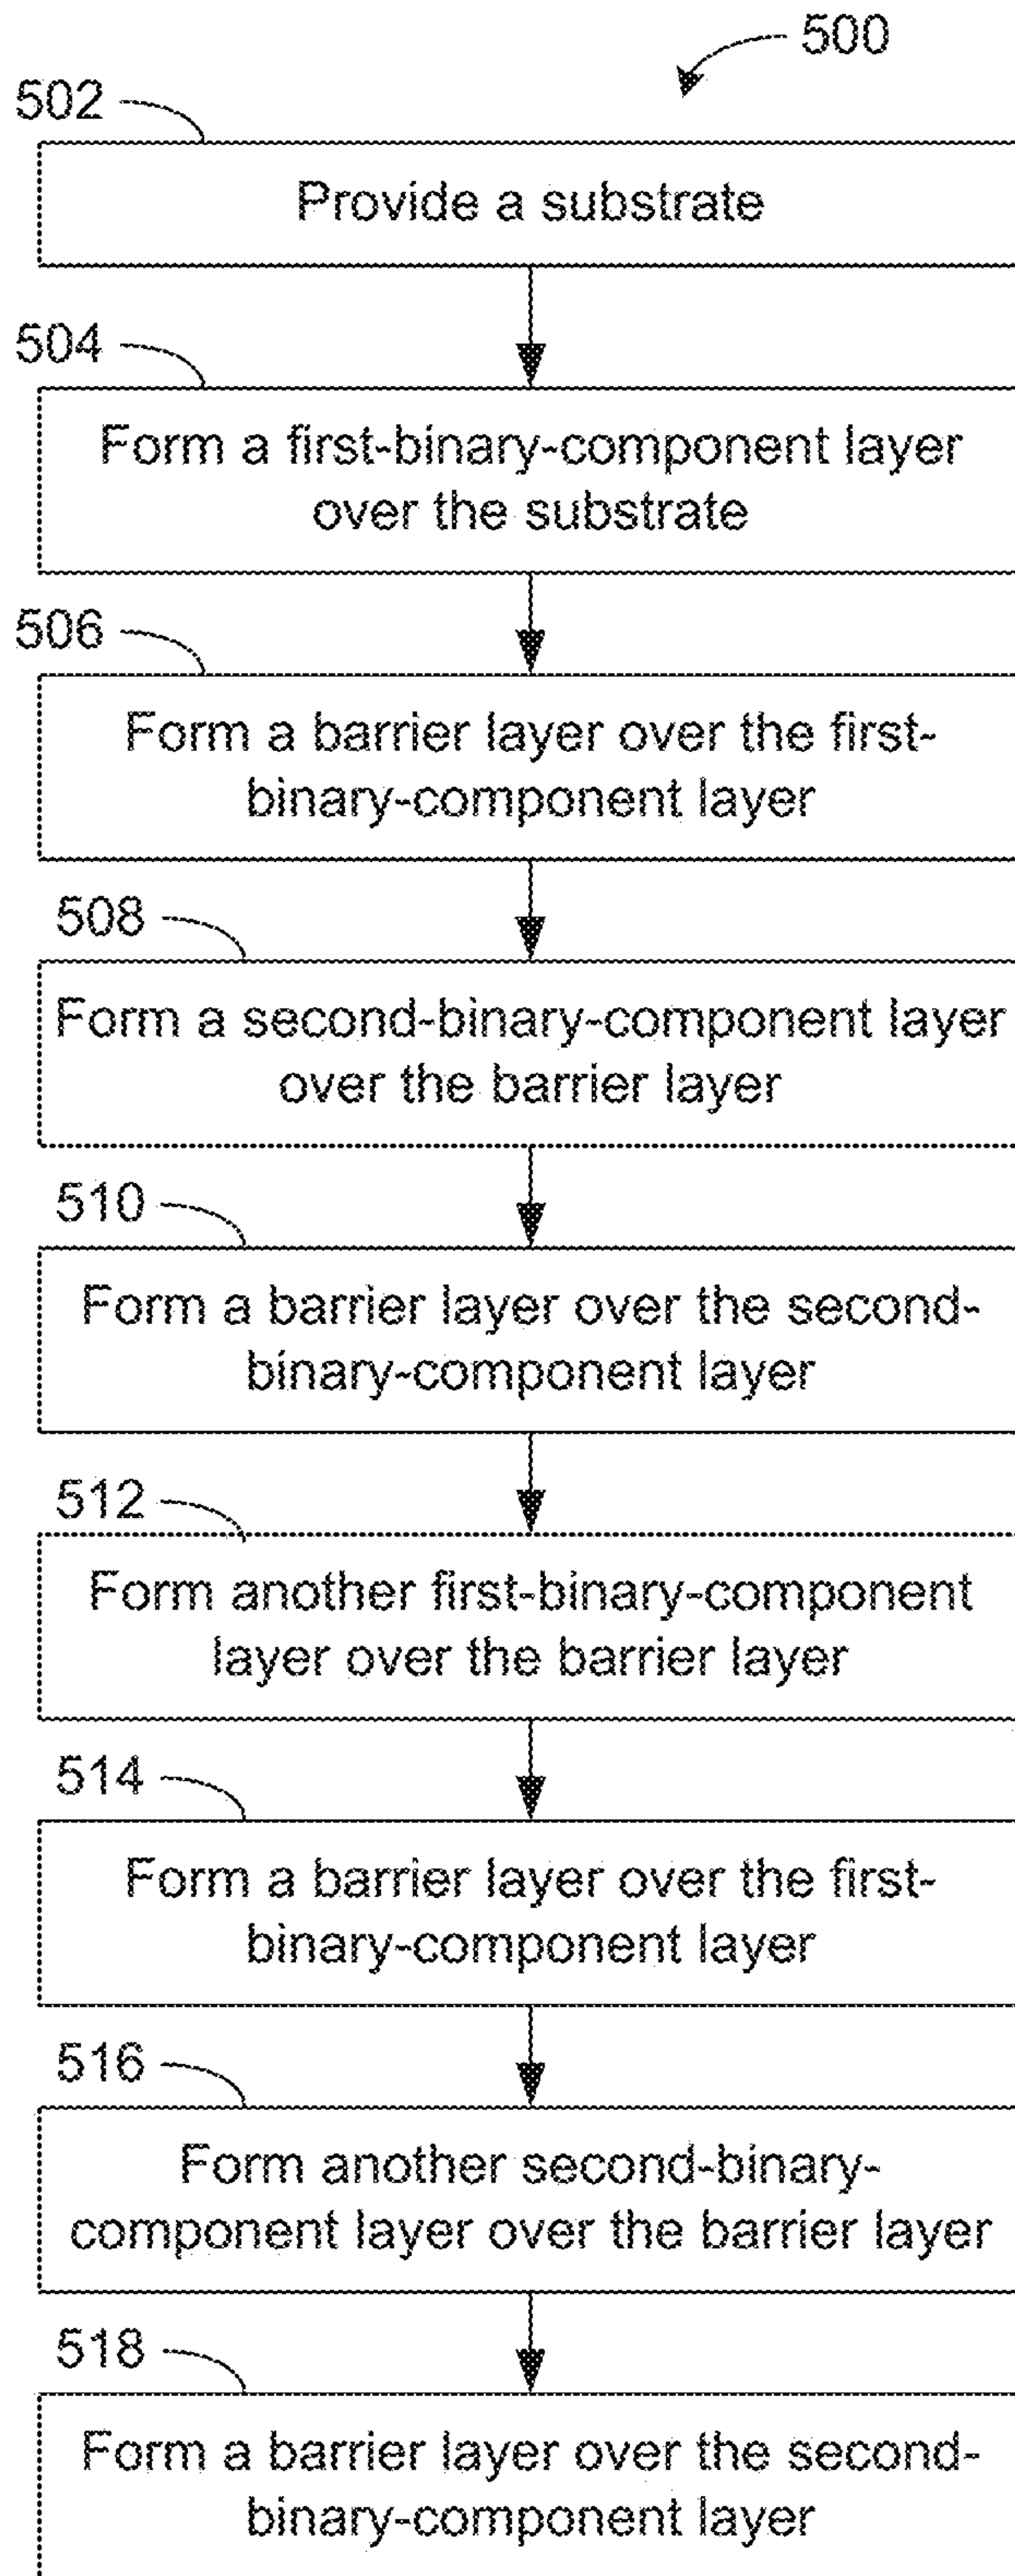 500
502
Provide a substrate
504
Form a first-binary-component layer
over the substrate
506
Form a barrier layer over the first-
binary-component layer
508
Form a second-binary-component layer
over the barrier layer
510
Form a barrier layer over the second-
binary-component layer
512
Form another first-binary-component
layer over the barrier layer
514
Form a barrier layer over the first-
binary-component layer
516
Form another second-binary-
component layer over the barrier layer
518
Form a barrier layer over the second-
binary-component layer